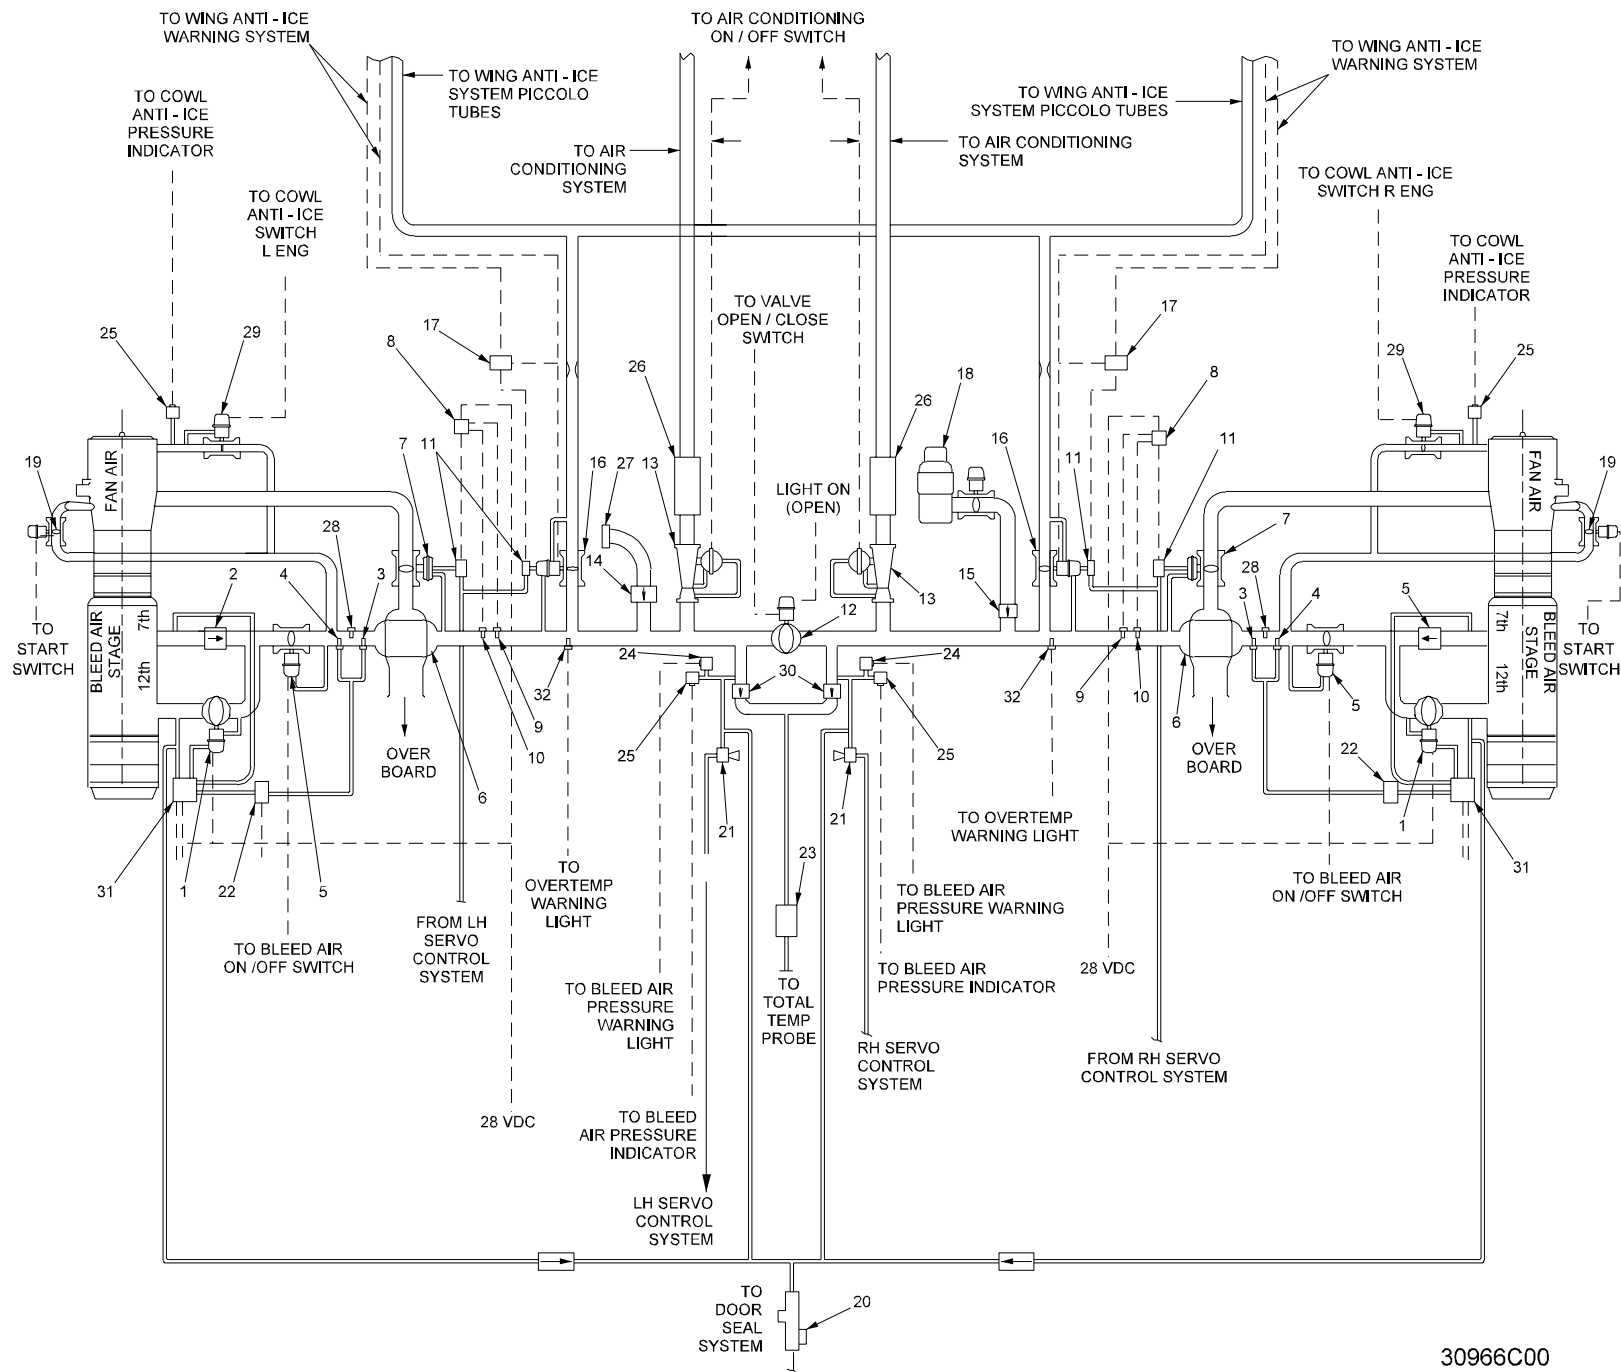 TO WING ANTI - ICE
WARNING SYSTEM
TO AIR CONDITIONING
ON / OFF SWITCH
TO WING ANTI - ICE
WARNING SYSTEM
TO WING ANTI - ICE
SYSTEM PICCOLO
TUBES
TO WING ANTI - ICE
SYSTEM PICCOLO TUBES
TO COWL
ANTI - ICE
PRESSURE
INDICATOR
TO AIR
CONDITIONING
SYSTEM
TO AIR CONDITIONING
SYSTEM
TO COWL
ANTI - ICE
SWITCH
L ENG
TO COWL ANTI - ICE
SWITCH R ENG
TO COWL
ANTI - ICE
PRESSURE
INDICATOR
TO VALVE
OPEN / CLOSE
SWITCH
25
29
8
17
26
18
17
8
29
25
19
7
11
16
27
13
26
16
11
11
19
FAN AIR
LIGHT ON
(OPEN)
FAN AIR
28
2
4
3
14
12
13
15
7
28
3
4
5
TO
START
SWITCH
BLEED AIR
STAGE
7th
12th
7th
12th
BLEED AIR
STAGE
TO
START
SWITCH
24
30
24
32
9
10
25
25
32
9
10
6
5
OVER
BOARD
6
OVER
BOARD
22
21
21
31
1
22
5
1
31
TO
OVERTEMP
WARNING
LIGHT
TO OVERTEMP
WARNING LIGHT
23
TO BLEED AIR
PRESSURE WARNING
LIGHT
TO BLEED AIR
ON /OFF SWITCH
TO BLEED AIR
ON /OFF SWITCH
FROM LH
SERVO
CONTROL
SYSTEM
TO BLEED AIR
PRESSURE
WARNING
LIGHT
TO
TOTAL
TEMP
PROBE
TO BLEED AIR
PRESSURE INDICATOR
28 VDC
RH SERVO
CONTROL
SYSTEM
FROM RH SERVO
CONTROL SYSTEM
28 VDC
TO BLEED
AIR PRESSURE
INDICATOR
LH SERVO
CONTROL
SYSTEM
TO
DOOR
SEAL
SYSTEM
20
30966C00